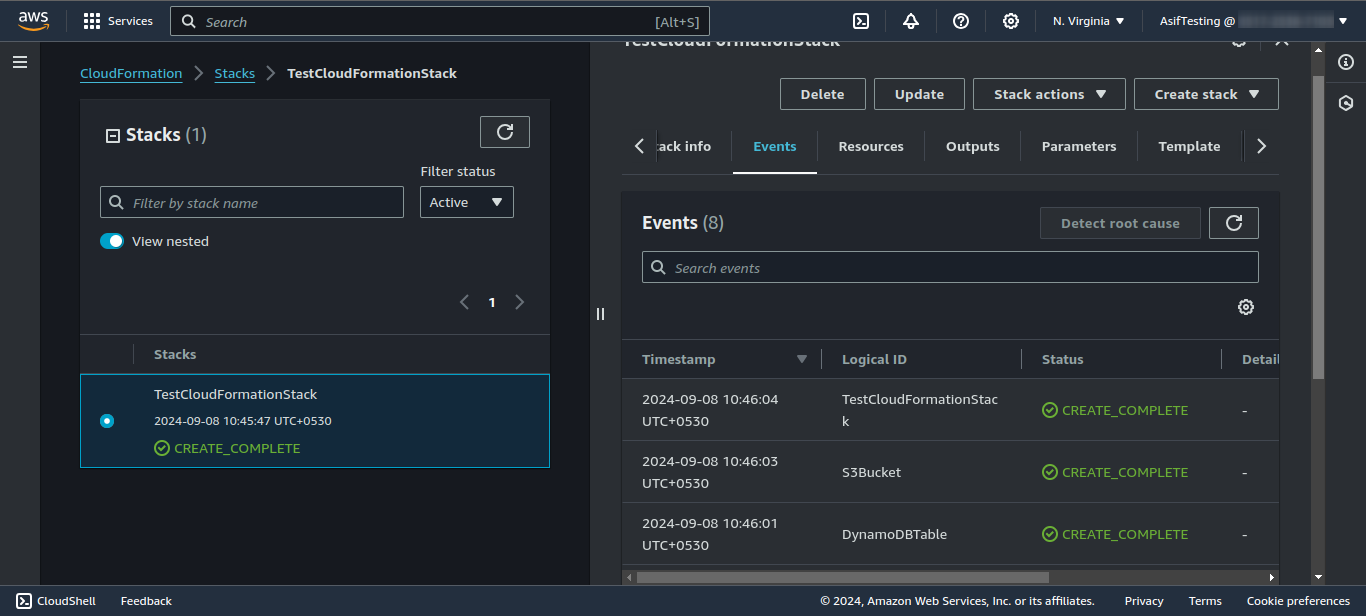 aws
Services
Search
[Alt+S]
N. Virginia
AsifTesting @
CloudFormation
Stacks
TestCloudFormationStack
Stacks (1)
Filter status
Filter by stack name
Active
View nested
1
Stacks
TestCloudFormationStack
2024-09-08 10:45:47 UTC+0530
CREATE_COMPLETE
TestCloudFormationStack
Delete
Update
Stack actions
Create stack
tack info
Events
Resources
Outputs
Parameters
Template
Events (8)
Detect root cause
Search events
Timestamp
Logical ID
Status
Detail
2024-09-08 10:46:04
UTC+0530
TestCloudFormationStac
k
CREATE_COMPLETE
-
2024-09-08 10:46:03
UTC+0530
S3Bucket
CREATE_COMPLETE
-
2024-09-08 10:46:01
UTC+0530
DynamoDBTable
CREATE_COMPLETE
-
CloudShell
Feedback
© 2024, Amazon Web Services, Inc. or its affiliates.
Privacy
Terms
Cookie preferences